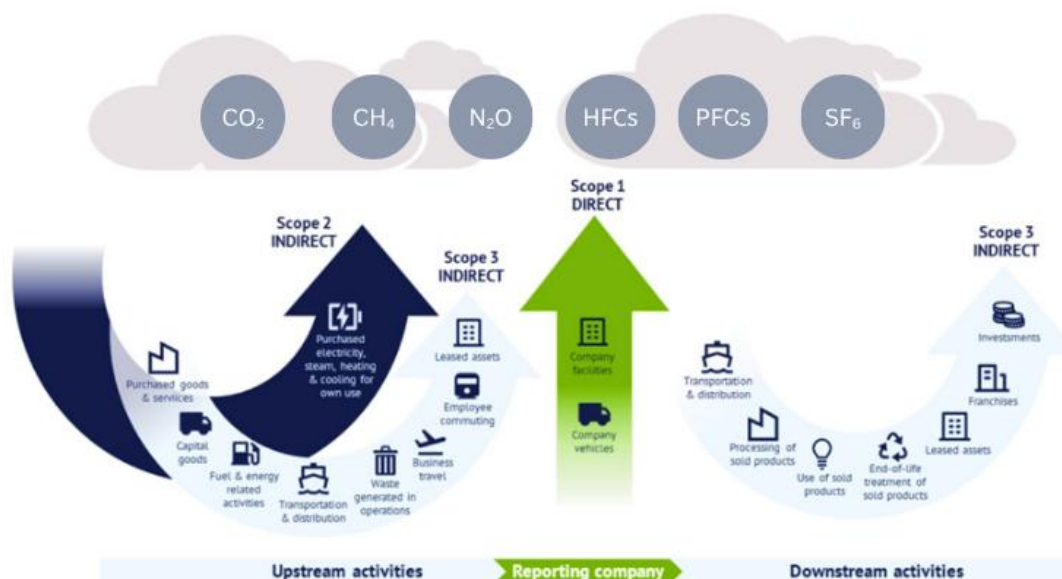 CO₂
CH₄
N₂O
HFCs
PFCs
SF₆
Scope 2
INDIRECT
Scope 3
INDIRECT
Scope 1
DIRECT
Scope 3
INDIRECT
Purchased goods
& serviices
Capital
goods
Fuel & energy
related
activities
Transportation
& distribution
Waste
generated in
operations
Business
travel
Employee
commuting
Leased assets
Purchased
electricity,
steam, heating
& cooling for
own use
Company
facilities
Company
vehicles
Transportation
& distribution
Processing of
sold products
Use of sold
products
End-of-life
treatment of
sold products
Leased assets
Franchises
Investsments
Upstream activities
Reporting company
Downstream activities